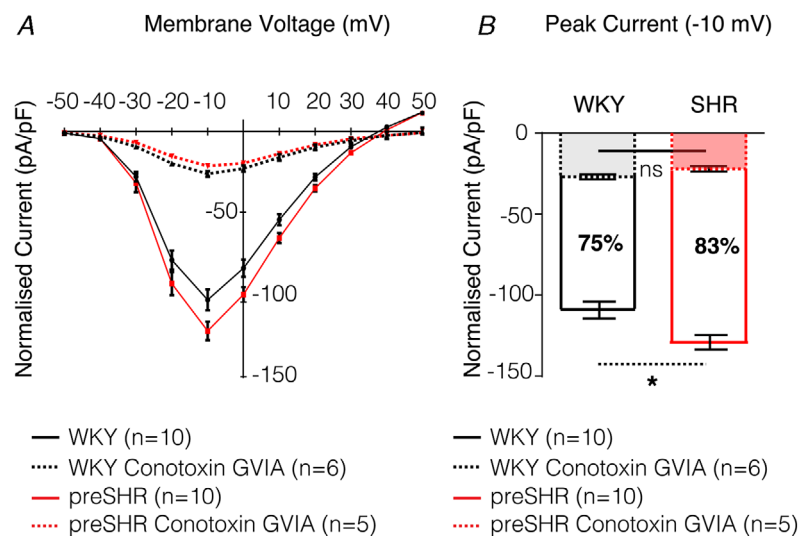 A Membrane Voltage (mV)
-50 -40 -30 -20 -10 10 20 30 40 50
Normalised Current (pA/pF)
-50
-100
-150
WKY (n=10)
WKY Conotoxin GVIA (n=6)
preSHR (n=10)
preSHR Conotoxin GVIA (n=5)
B Peak Current (-10 mV)
WKY SHR
Normalised Current (pA/pF)
0
ns
-50
75% 83%
-100
-150
*
WKY (n=10)
WKY Conotoxin GVIA (n=6)
preSHR (n=10)
preSHR Conotoxin GVIA (n=5)